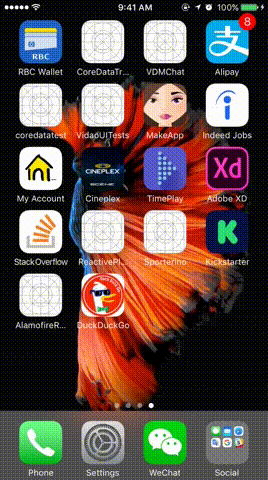 9:41 AM 100%
8
RBC
RBC Wallet CoreDataTr... VDMChat Alipay
coredatatest VidaoUITests MakeApp Indeed Jobs
CINEPLEX
Xd
My Account Cineplex TimePlay Adobe XD
StackOverflow ReactivePl... Sporterino Kickstarter
AlamofireR... DuckDuckGo
Phone Settings WeChat Social